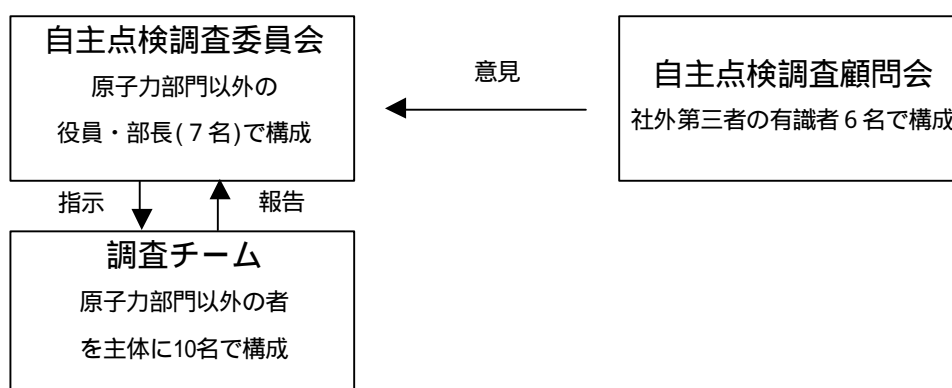 自主点検調査委員会
原子力部門以外の
役員・部長(７名)で構成
意見
自主点検調査顧問会
社外第三者の有識者６名で構成
指示
報告
調査チーム
原子力部門以外の者
を主体に10名で構成